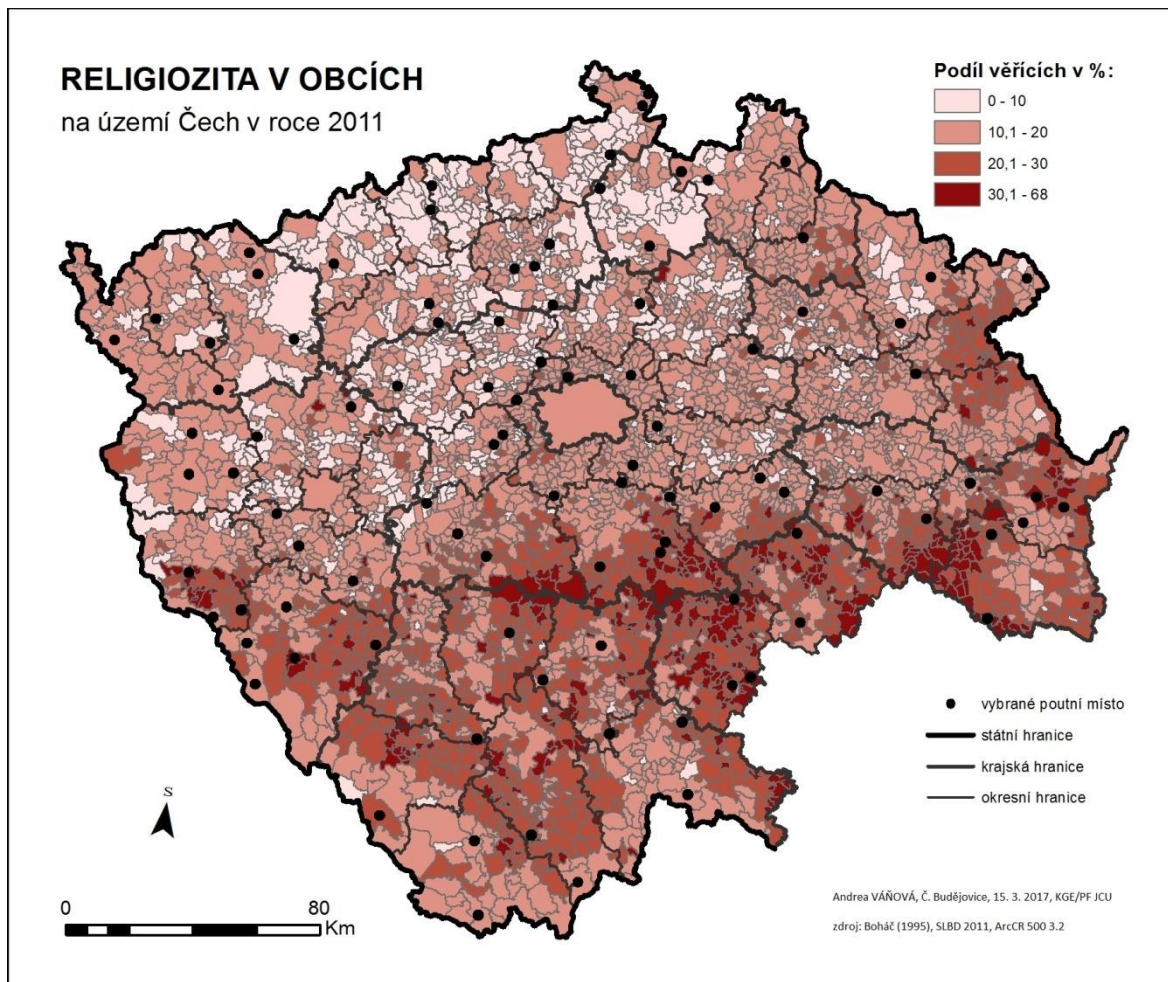 RELIGIOZITA V OBCÍCH
na území Čech v roce 2011
Podíl věřících v %:
0 - 10
10,1 - 20
20,1 - 30
30,1 - 68
vybrané poutní místo
státní hranice
krajská hranice
okresní hranice
S
0 80
Km
Andrea VÁŇOVÁ, Č. Budějovice, 15. 3. 2017, KGE/PF JCU
zdroj: Boháč (1995), SLBD 2011, ArcCR 500 3.2